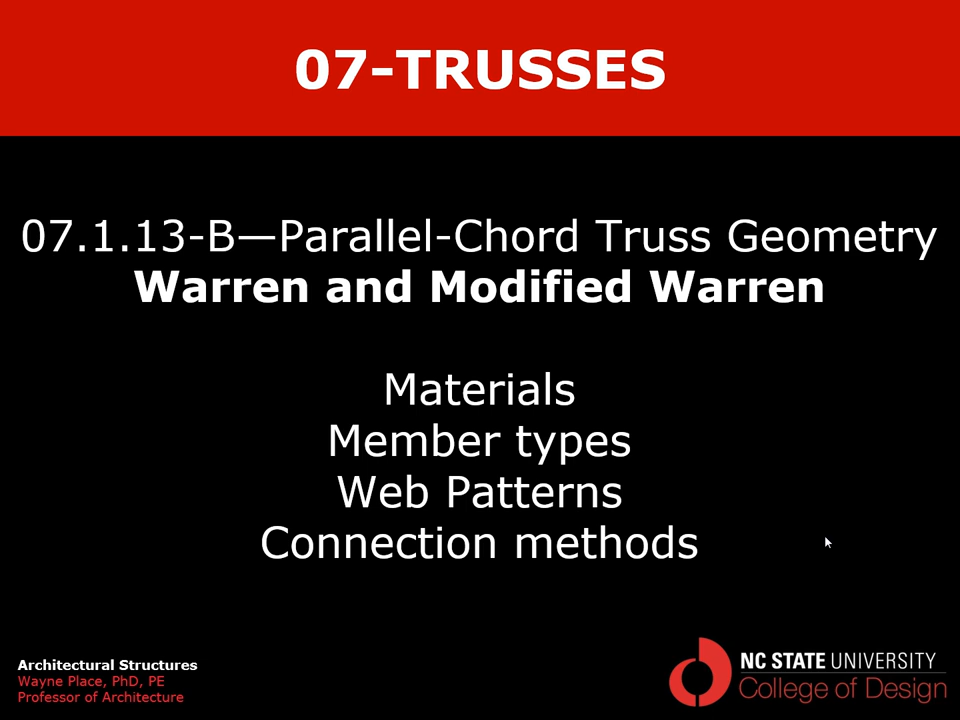 07-TRUSSES
07.1.13-B—Parallel-Chord Truss Geometry
Warren and Modified Warren
Materials
Member types
Web Patterns
Connection methods
Architectural Structures
Wayne Place, PhD, PE
Professor of Architecture
NC STATE UNIVERSITY
College of Design